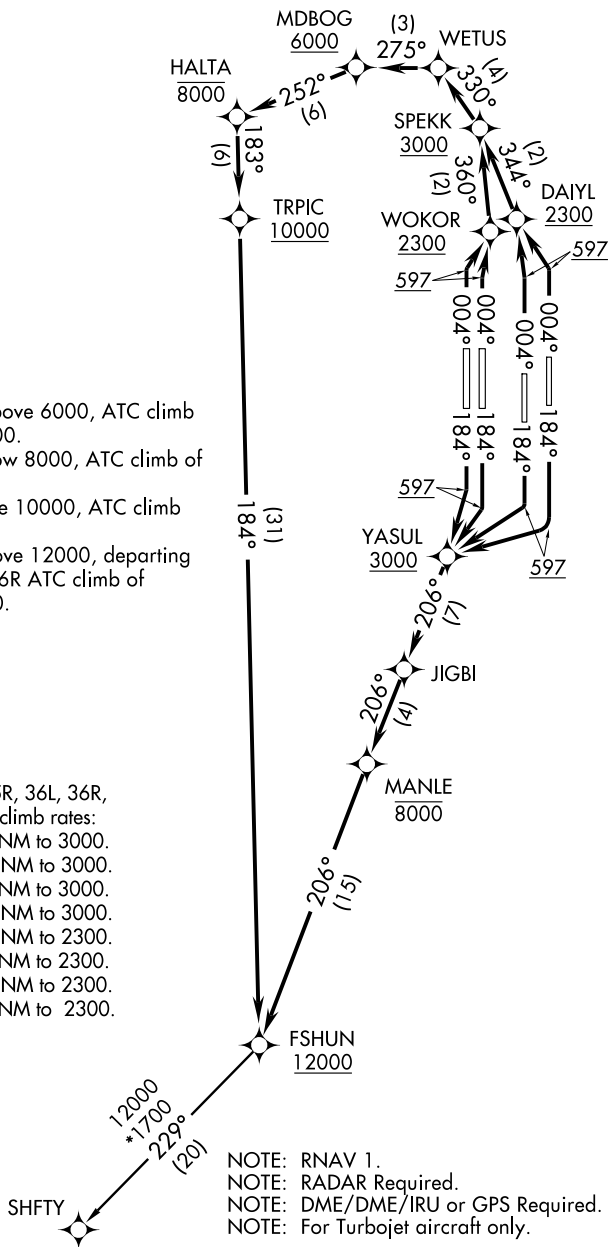 MDBOG
6000
(3)
275°
WETUS
HALTA
8000
252°
(6)
(4)
330°
SPEKK
3000
183°
(6)
(2)
344°
360°
(2)
DAIYL
2300
TRPIC
10000
WOKOR
2300
597
597
004°
004°
004°
004°
184°
184°
184°
184°
ove 6000, ATC climb
00.
ow 8000, ATC climb of
e 10000, ATC climb
ove 12000, departing
6R ATC climb of
0.
597
597
184°
(31)
YASUL
3000
206°
(7)
JIGBI
206°
(4)
MANLE
8000
5R, 36L, 36R,
climb rates:
NM to 3000.
NM to 3000.
NM to 3000.
NM to 3000.
NM to 2300.
NM to 2300.
NM to 2300.
NM to 2300.
206°
(15)
FSHUN
12000
12000
*1700
229°
(20)
SHFTY
NOTE: RNAV 1.
NOTE: RADAR Required.
NOTE: DME/DME/IRU or GPS Required.
NOTE: For Turbojet aircraft only.